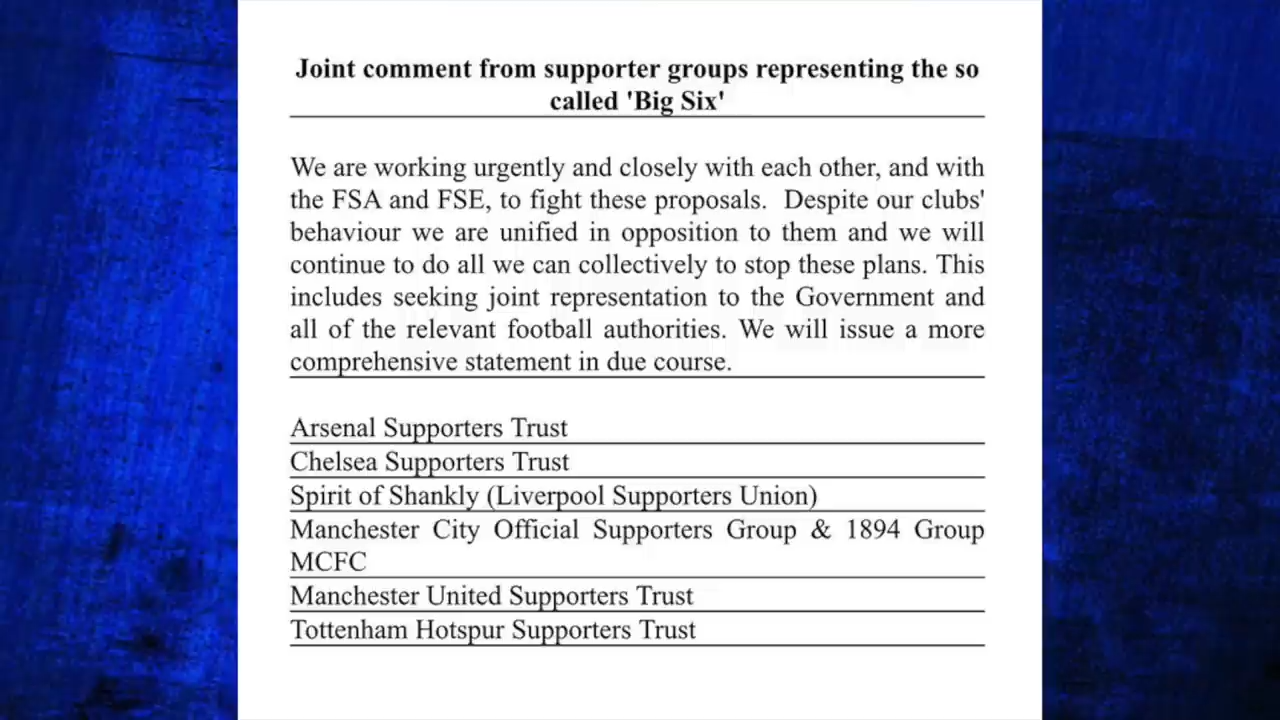 Joint comment from supporter groups representing the so
called 'Big Six'
We are working urgently and closely with each other, and with
the FSA and FSE, to fight these proposals. Despite our clubs'
behaviour we are unified in opposition to them and we will
continue to do all we can collectively to stop these plans. This
includes seeking joint representation to the Government and
all of the relevant football authorities. We will issue a more
comprehensive statement in due course.
Arsenal Supporters Trust
Chelsea Supporters Trust
Spirit of Shankly (Liverpool Supporters Union)
Manchester City Official Supporters Group & 1894 Group
MCFC
Manchester United Supporters Trust
Tottenham Hotspur Supporters Trust